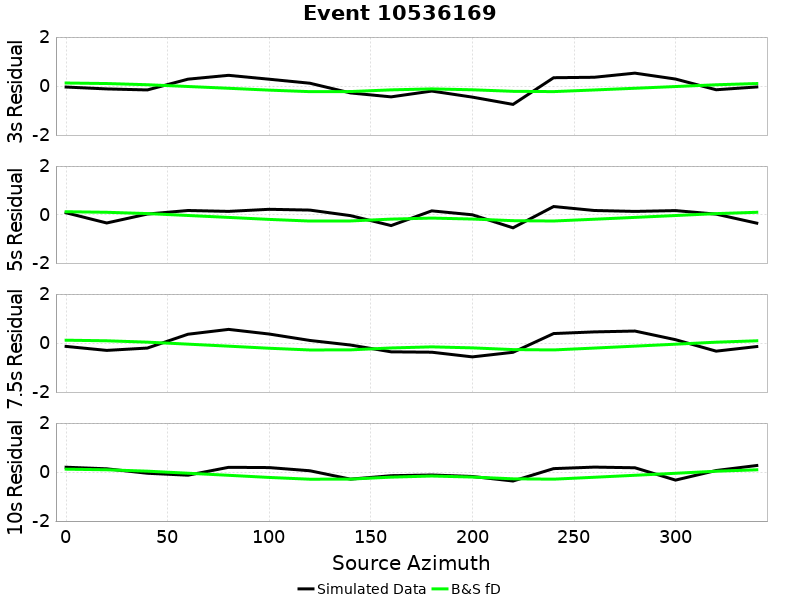 Event 10536169
3s Residual
2
0
-2
5s Residual
2
0
-2
7.5s Residual
2
0
-2
10s Residual
2
0
-2
0 50 100 150 200 250 300
Source Azimuth
Simulated Data B&S fD